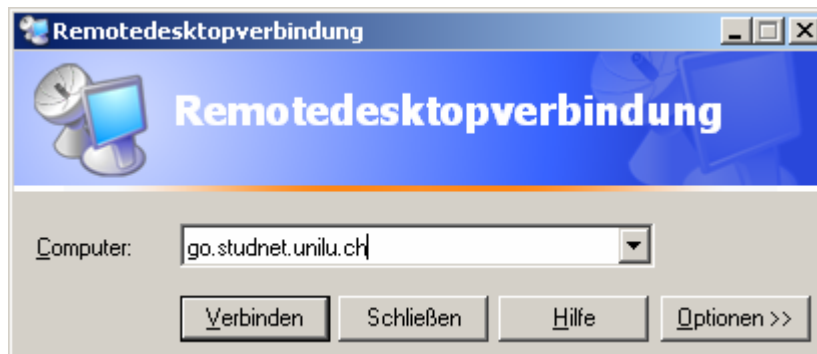 Remotedesktopverbindung
Remotedesktopverbindung
Computer: go.studnet.unilu.ch
Verbinden Schließen Hilfe Optionen >>